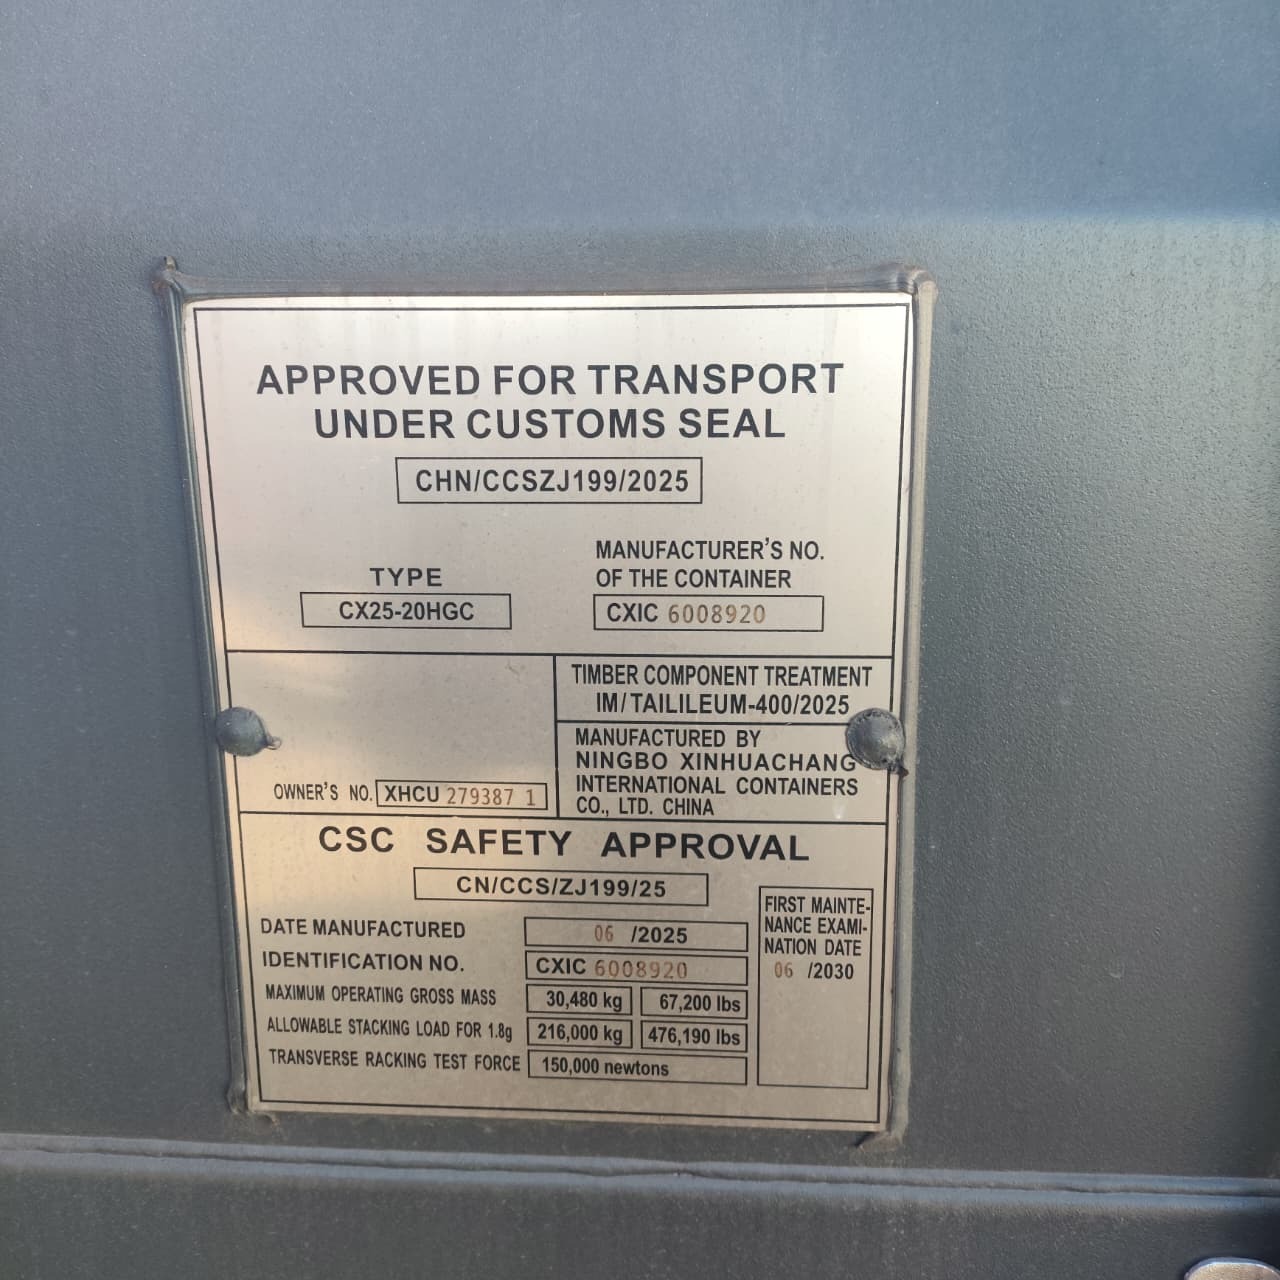 APPROVED FOR TRANSPORT
UNDER CUSTOMS SEAL
CHN/CCSZJ199/2025
TYPE
CX25-20HGC
MANUFACTURER'S NO.
OF THE CONTAINER
CXIC 6008920
TIMBER COMPONENT TREATMENT
IM/TAILILEUM-400/2025
MANUFACTURED BY
NINGBO XINHUACHANG
INTERNATIONAL CONTAINERS
CO., LTD. CHINA
OWNER'S NO. XHCU 279387 1
CSC SAFETY APPROVAL
CN/CCS/ZJ199/25
DATE MANUFACTURED 06 /2025
IDENTIFICATION NO. CXIC 6008920
MAXIMUM OPERATING GROSS MASS 30,480 kg 67,200 lbs
ALLOWABLE STACKING LOAD FOR 1.8g 216,000 kg 476,190 lbs
TRANSVERSE RACKING TEST FORCE 150,000 newtons
FIRST MAINTE-
NANCE EXAMI-
NATION DATE
06 /2030